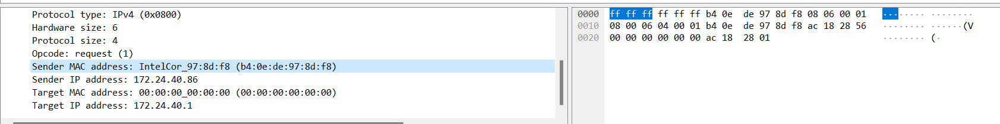 Protocol type: IPv4 (0x0800)
Hardware size: 6
Protocol size: 4
Opcode: request (1)
Sender MAC address: IntelCor_97:8d:f8 (b4:0e:de:97:8d:f8)
Sender IP address: 172.24.40.86
Target MAC address: 00:00:00_00:00:00 (00:00:00:00:00:00)
Target IP address: 172.24.40.1
0000 ff ff ff ff ff ff b4 0e de 97 8d f8 08 06 00 01 ········ ········
0010 08 00 06 04 00 01 b4 0e de 97 8d f8 ac 18 28 56 ········ ······(V
0020 00 00 00 00 00 00 ac 18 28 01 ········ (·